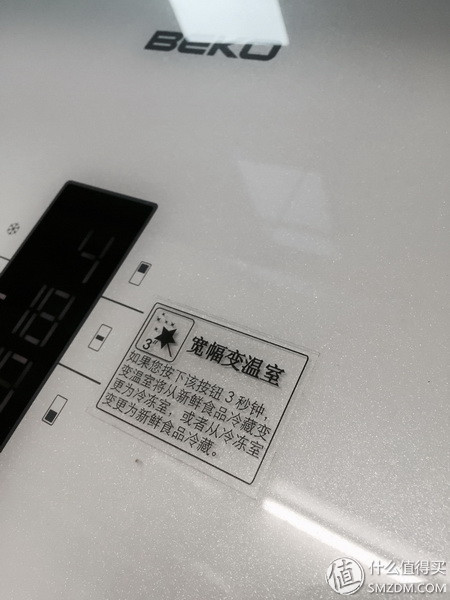 BEKO
3
宽幅变温室
如果您按下该按钮 3 秒钟，
变温室将从新鲜食品冷藏变
更为冷冻室，或者从冷冻室
变更为新鲜食品冷藏。
值 什么值得买
SMZDM.COM